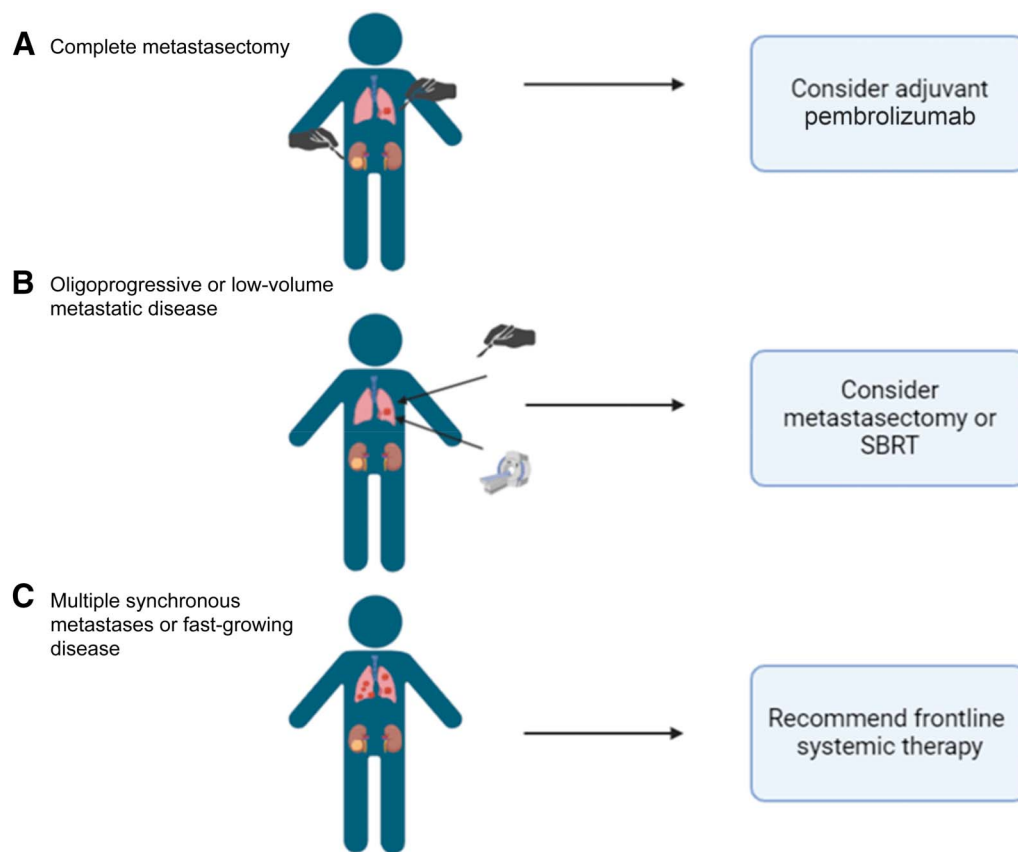 A
Complete metastasectomy
Consider adjuvant
pembrolizumab
B
Oligoprogressive or low-volume
metastatic disease
Consider
metastasectomy or
SBRT
C
Multiple synchronous
metastases or fast-growing
disease
Recommend frontline
systemic therapy